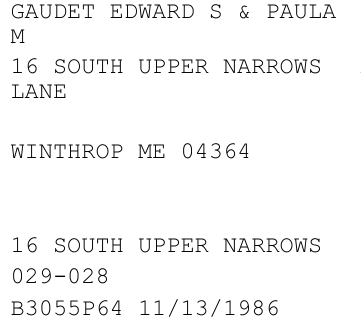 GAUDET EDWARD S & PAULA
M
16 SOUTH UPPER NARROWS
LANE
WINTHROP ME 04364
16 SOUTH UPPER NARROWS
029-028
B3055P64 11/13/1986